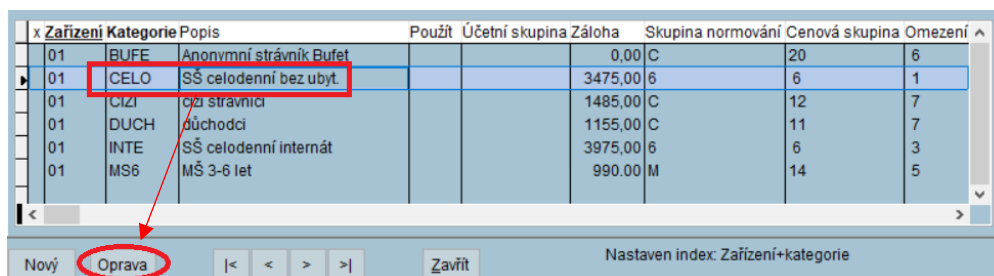 x Zařízení Kategorie Popis Použít Účetní skupina Záloha Skupina normování Cenová skupina Omezení
01 BUFE Anonymní strávník Bufet 0,00 C 20 6
01 CELO SŠ celodenní bez ubyt. 3475,00 6 6 1
01 CIZI cizí strávníci 1485,00 C 12 7
01 DUCH důchodci 1155,00 C 11 7
01 INTE SŠ celodenní internát 3975,00 6 6 3
01 MS6 MŠ 3-6 let 990.00 M 14 5
Nový Oprava |< < > >| Zavřít Nastaven index: Zařízení+kategorie